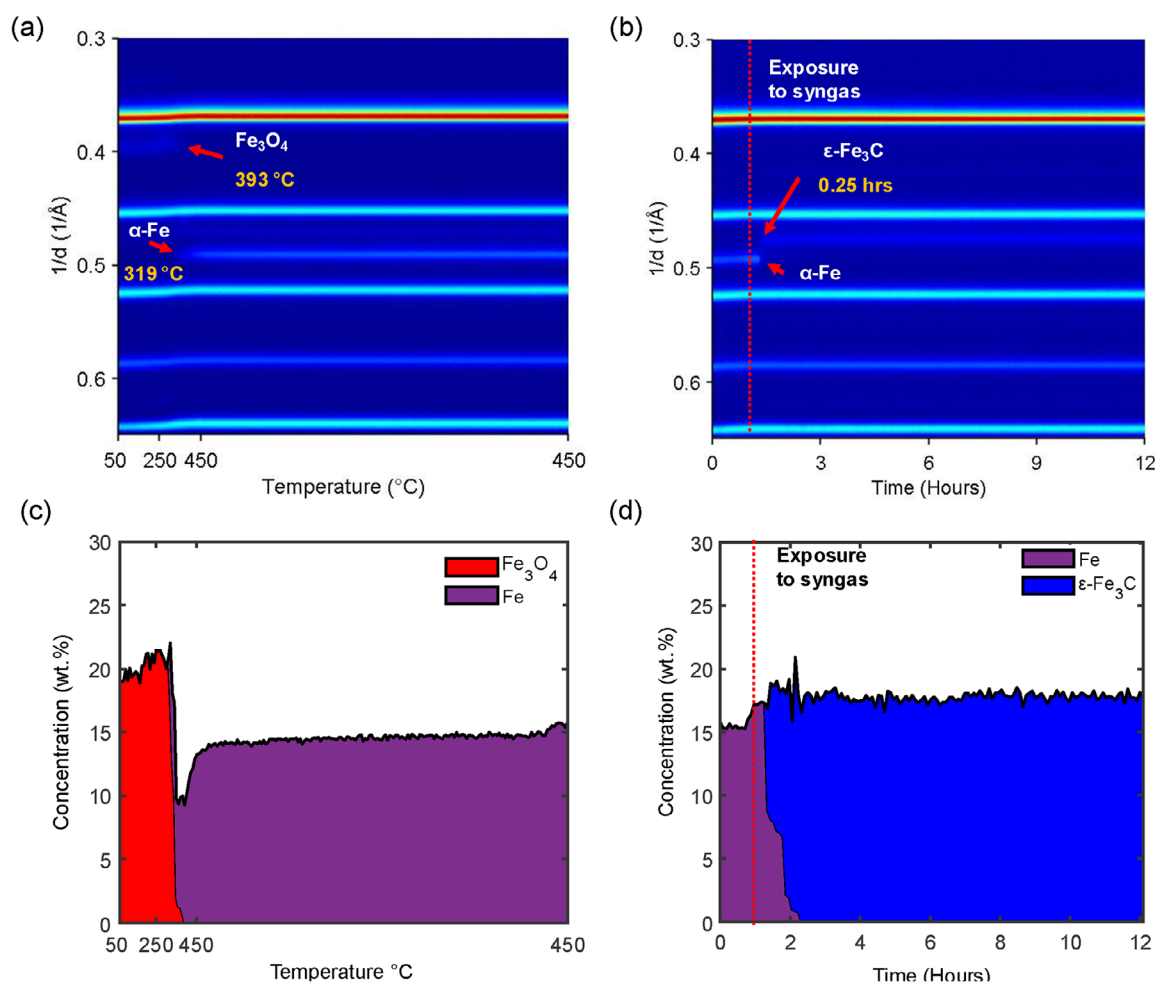 (a)
0.3
0.4
0.5
0.6
1/d (1/Å)
Fe₃O₄
393 °C
α-Fe
319 °C
50 250 450 450
Temperature (°C)
(b)
0.3
0.4
0.5
0.6
1/d (1/Å)
Exposure
to syngas
ε-Fe₃C
0.25 hrs
α-Fe
0 3 6 9 12
Time (Hours)
(c)
30
25
20
15
10
5
0
Concentration (wt.%)
Fe₃O₄
Fe
50 250 450 450
Temperature °C
(d)
30
25
20
15
10
5
0
Concentration (wt.%)
Exposure
to syngas
Fe
ε-Fe₃C
0 2 4 6 8 10 12
Time (Hours)